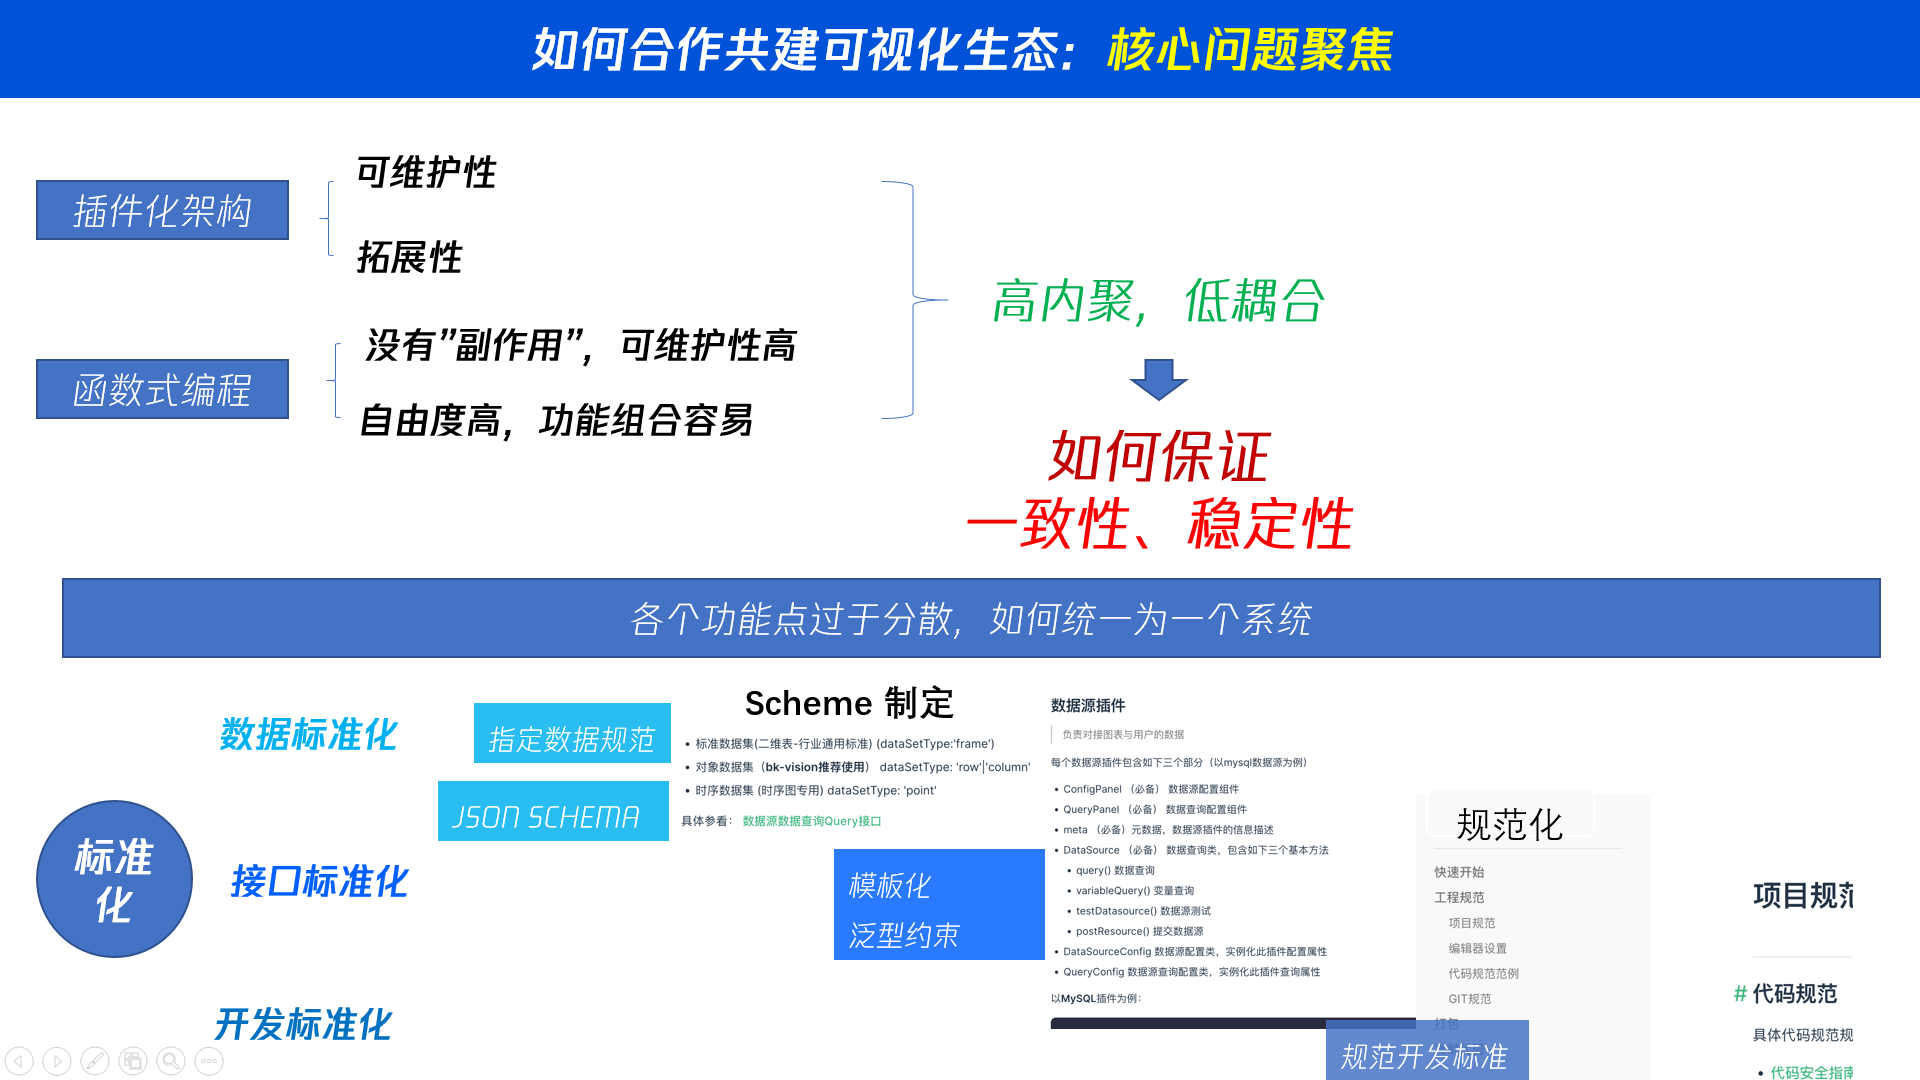 如何合作共建可视化生态：核心问题聚焦
插件化架构
可维护性
拓展性
函数式编程
没有”副作用”，可维护性高
自由度高，功能组合容易
高内聚，低耦合
如何保证
一致性、稳定性
各个功能点过于分散，如何统一为一个系统
标准
化
数据标准化
接口标准化
开发标准化
指定数据规范
JSON SCHEMA
Scheme 制定
• 标准数据集(二维表-行业通用标准) (dataSetType:'frame')
• 对象数据集（bk-vision推荐使用） dataSetType: 'row'|'column'
• 时序数据集 (时序图专用) dataSetType: 'point'
具体参看： 数据源数据查询Query接口
模板化
泛型约束
数据源插件
负责对接图表与用户的数据
每个数据源插件包含如下三个部分（以mysql数据源为例）
• ConfigPanel （必备） 数据源配置组件
• QueryPanel （必备） 数据查询配置组件
• meta （必备）元数据，数据源插件的信息描述
• DataSource （必备） 数据查询类，包含如下三个基本方法
• query() 数据查询
• variableQuery() 变量查询
• testDatasource() 数据源测试
• postResource() 提交数据源
• DataSourceConfig 数据源配置类，实例化此插件配置属性
• QueryConfig 数据源查询配置类，实例化此插件查询属性
以MySQL插件为例：
规范化
快速开始
工程规范
项目规范
编辑器设置
代码规范范例
GIT规范
打包
规范开发标准
项目规范
# 代码规范
具体代码规范规
• 代码安全指南